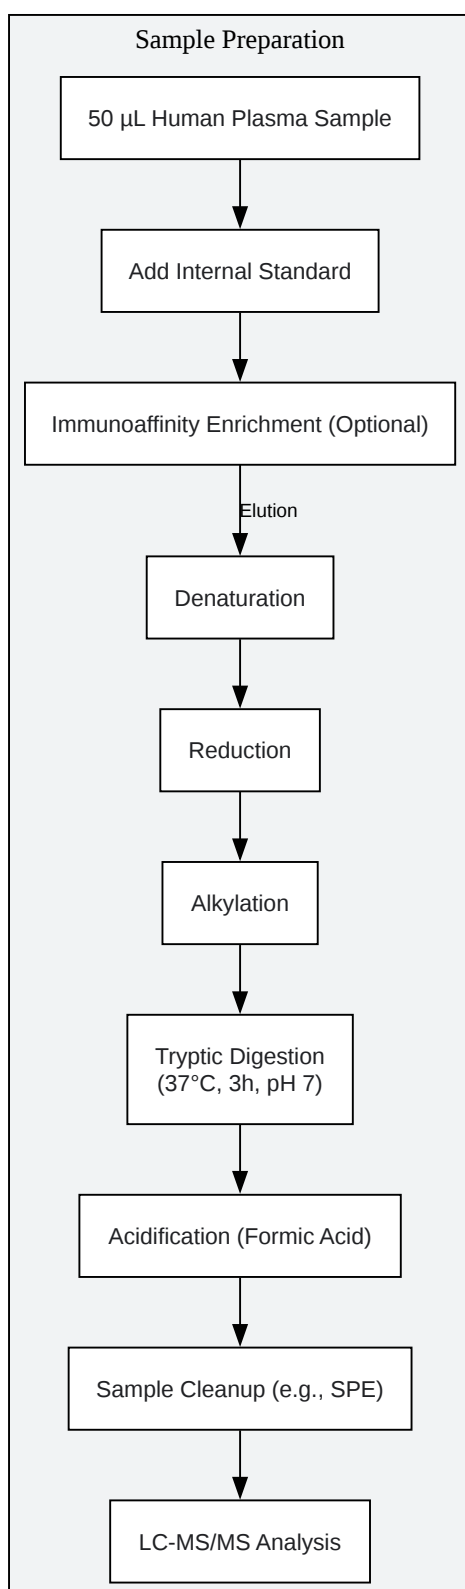 Sample Preparation
50 µL Human Plasma Sample
Add Internal Standard
Immunoaffinity Enrichment (Optional)
Elution
Denaturation
Reduction
Alkylation
Tryptic Digestion
(37°C, 3h, pH 7)
Acidification (Formic Acid)
Sample Cleanup (e.g., SPE)
LC-MS/MS Analysis